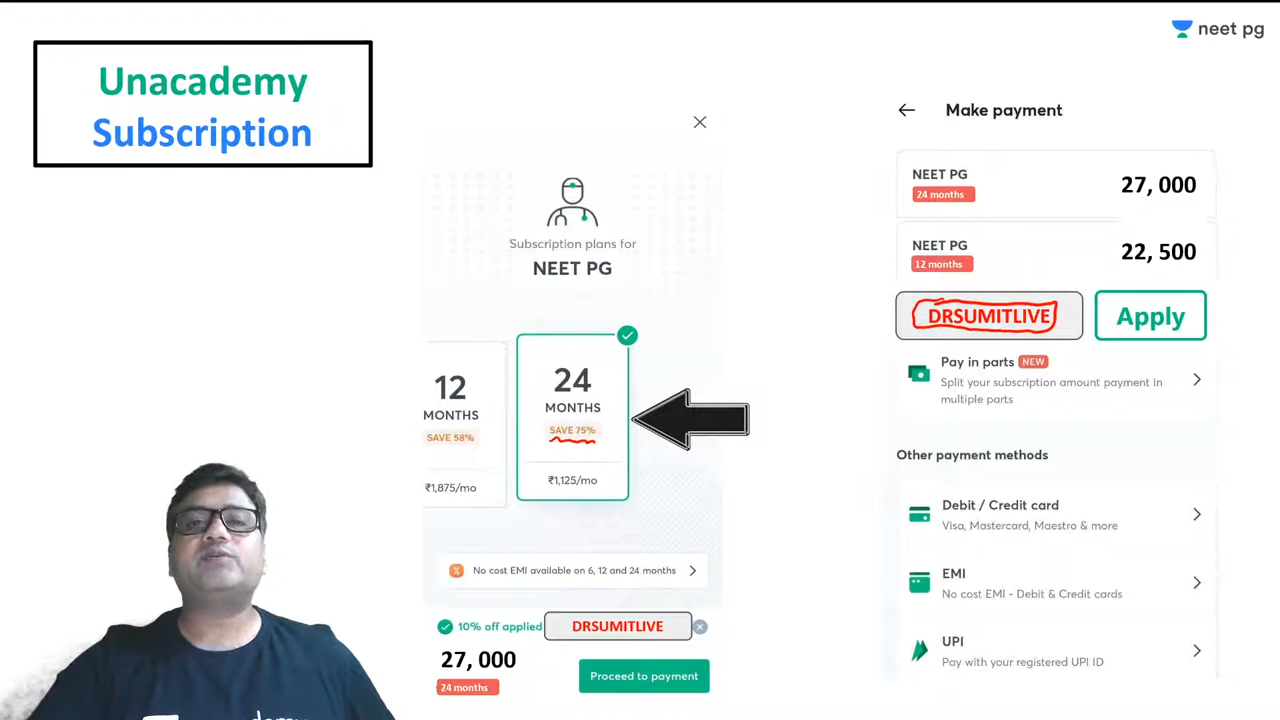 Unacademy
Subscription
neet pg
Subscription plans for
NEET PG
12
MONTHS
SAVE 58%
₹1,875/mo
24
MONTHS
SAVE 75%
₹1,125/mo
No cost EMI available on 6, 12 and 24 months
10% off applied
DRSUMITLIVE
27, 000
24 months
Proceed to payment
Make payment
NEET PG
24 months
27, 000
NEET PG
12 months
22, 500
DRSUMITLIVE
Apply
Pay in parts NEW
Split your subscription amount payment in
multiple parts
Other payment methods
Debit / Credit card
Visa, Mastercard, Maestro & more
EMI
No cost EMI - Debit & Credit cards
UPI
Pay with your registered UPI ID